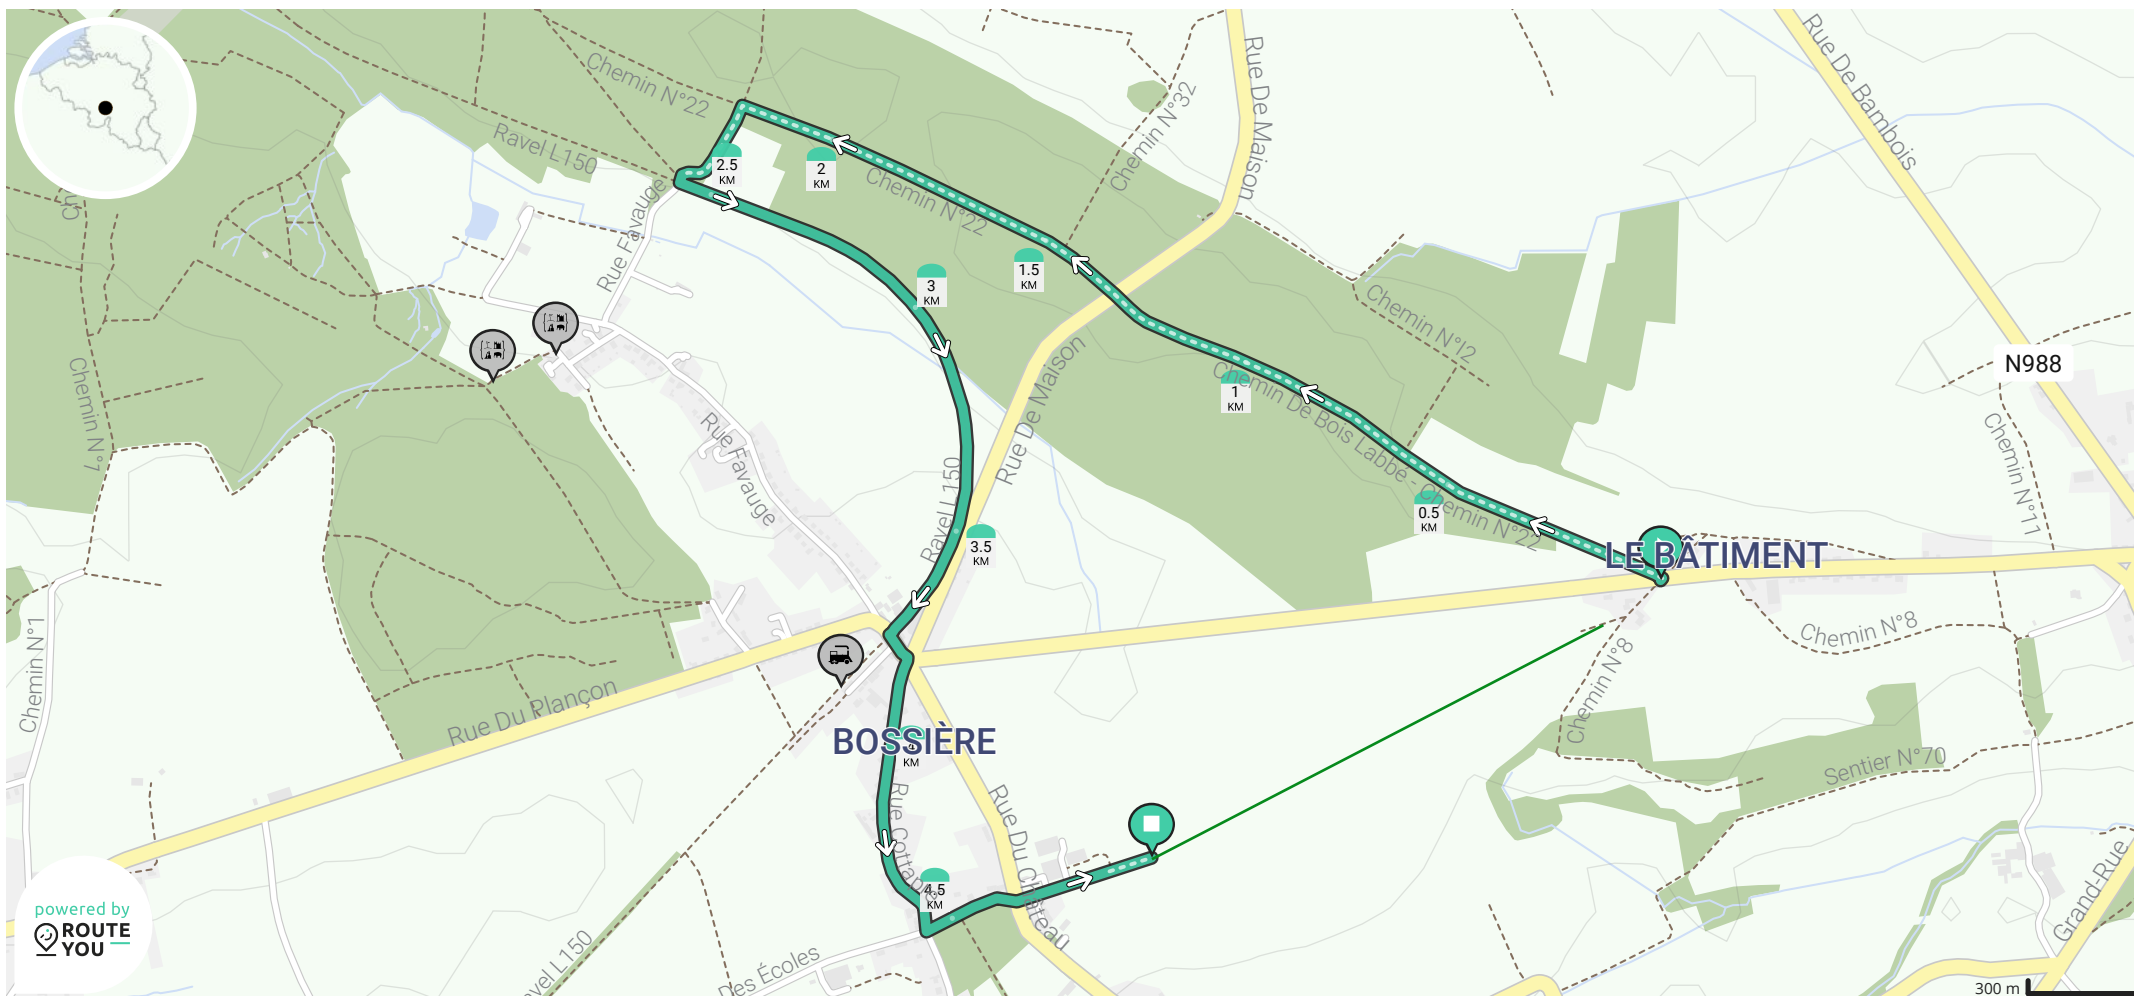 Rue De Bambois
Rue De Maison
Chemin N°22
Chemin N°32
Ravel L150
2.5
KM
2
KM
Chemin N°22
Rue Favauge
1.5
KM
3
KM
Chemin N°12
N988
Chemin N°1
Rue De Maison
1
KM
Chemin De Bois Labbe - Chemin N°22
Rue Favauge
Chemin N°11
Ravel L150
0.5
KM
3.5
KM
LE BÂTIMENT
Chemin N°8
Chemin N°8
Chemin N°1
Rue Du Plançon
BOSSIÈRE
KM
Sentier N°70
Rue Cottapre
Rue Du Château
4.5
KM
Grand-Rue
powered by
ROUTE
YOU
avel L150
Des Écoles
300 m